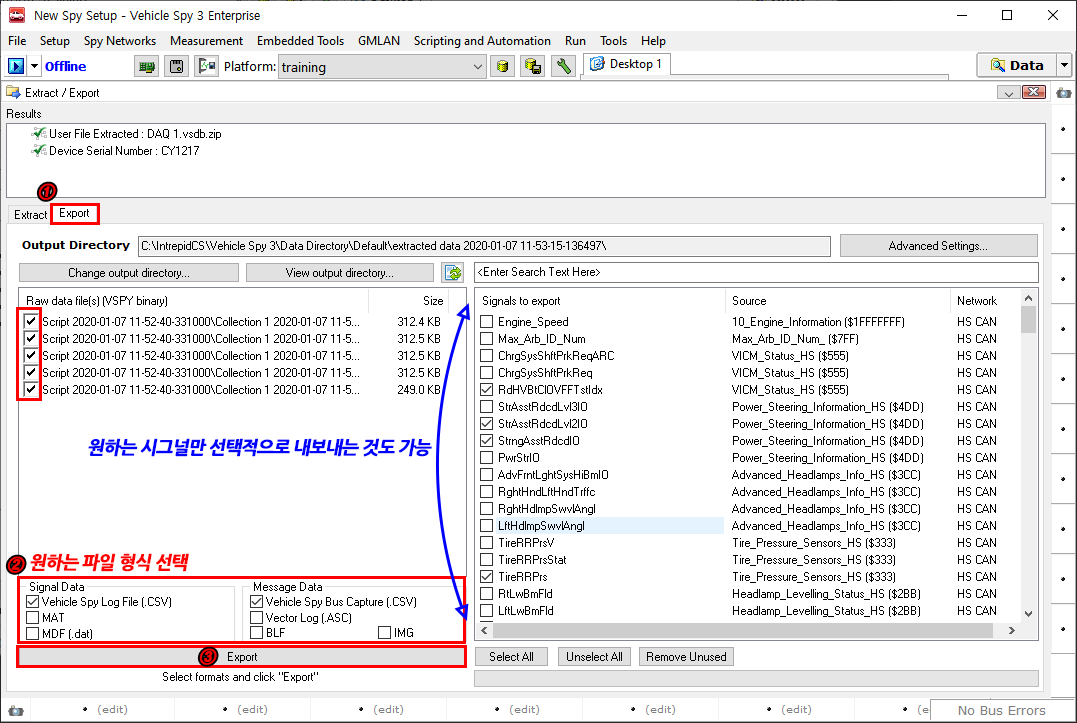 New Spy Setup - Vehicle Spy 3 Enterprise
File Setup Spy Networks Measurement Embedded Tools GMLAN Scripting and Automation Run Tools Help
Offline Platform: training Desktop 1 Data
Extract / Export
Results
User File Extracted : DAQ 1.vsdb.zip
Device Serial Number : CY1217
①
Extract Export
Output Directory C:\IntrepidCS\Vehicle Spy 3\Data Directory\Default\extracted data 2020-01-07 11-53-15-136497\ Advanced Settings...
Change output directory... View output directory... <Enter Search Text Here>
Raw data file(s) (VSPY binary) Size
Script 2020-01-07 11-52-40-331000\Collection 1 2020-01-07 11-5... 312.4 KB
Script 2020-01-07 11-52-40-331000\Collection 1 2020-01-07 11-5... 312.5 KB
Script 2020-01-07 11-52-40-331000\Collection 1 2020-01-07 11-5... 312.5 KB
Script 2020-01-07 11-52-40-331000\Collection 1 2020-01-07 11-5... 312.5 KB
Script 2020-01-07 11-52-40-331000\Collection 1 2020-01-07 11-5... 249.0 KB
원하는 시그널만 선택적으로 내보내는 것도 가능
Signals to export Source Network
Engine_Speed 10_Engine_Information ($1FFFFFFF) HS CAN
Max_Arb_ID_Num Max_Arb_ID_Num_ ($7FF) HS CAN
ChrgSysShftPrkReqARC VICM_Status_HS ($555) HS CAN
ChrgSysShftPrkReq VICM_Status_HS ($555) HS CAN
RdHVBtClOVFFTstIdx VICM_Status_HS ($555) HS CAN
StrAsstRdcdLvl3IO Power_Steering_Information_HS ($4DD) HS CAN
StrAsstRdcdLvl2IO Power_Steering_Information_HS ($4DD) HS CAN
StrngAsstRdcdIO Power_Steering_Information_HS ($4DD) HS CAN
PwrStrIO Power_Steering_Information_HS ($4DD) HS CAN
AdvFrntLghtSysHiBmIO Advanced_Headlamps_Info_HS ($3CC) HS CAN
RghtHndLftHndTrffc Advanced_Headlamps_Info_HS ($3CC) HS CAN
RghtHdlmpSwvlAngl Advanced_Headlamps_Info_HS ($3CC) HS CAN
LftHdlmpSwvlAngl Advanced_Headlamps_Info_HS ($3CC) HS CAN
TireRRPrsV Tire_Pressure_Sensors_HS ($333) HS CAN
TireRRPrsStat Tire_Pressure_Sensors_HS ($333) HS CAN
TireRRPrs Tire_Pressure_Sensors_HS ($333) HS CAN
RtLwBmFld Headlamp_Levelling_Status_HS ($2BB) HS CAN
LftLwBmFld Headlamp_Levelling_Status_HS ($2BB) HS CAN
② 원하는 파일 형식 선택
Signal Data Message Data
Vehicle Spy Log File (.CSV) Vehicle Spy Bus Capture (.CSV)
MAT Vector Log (.ASC)
MDF (.dat) BLF IMG
③ Export Select All Unselect All Remove Unused
Select formats and click "Export"
(edit) (edit) (edit) (edit) (edit) (edit) (e No Bus Errors